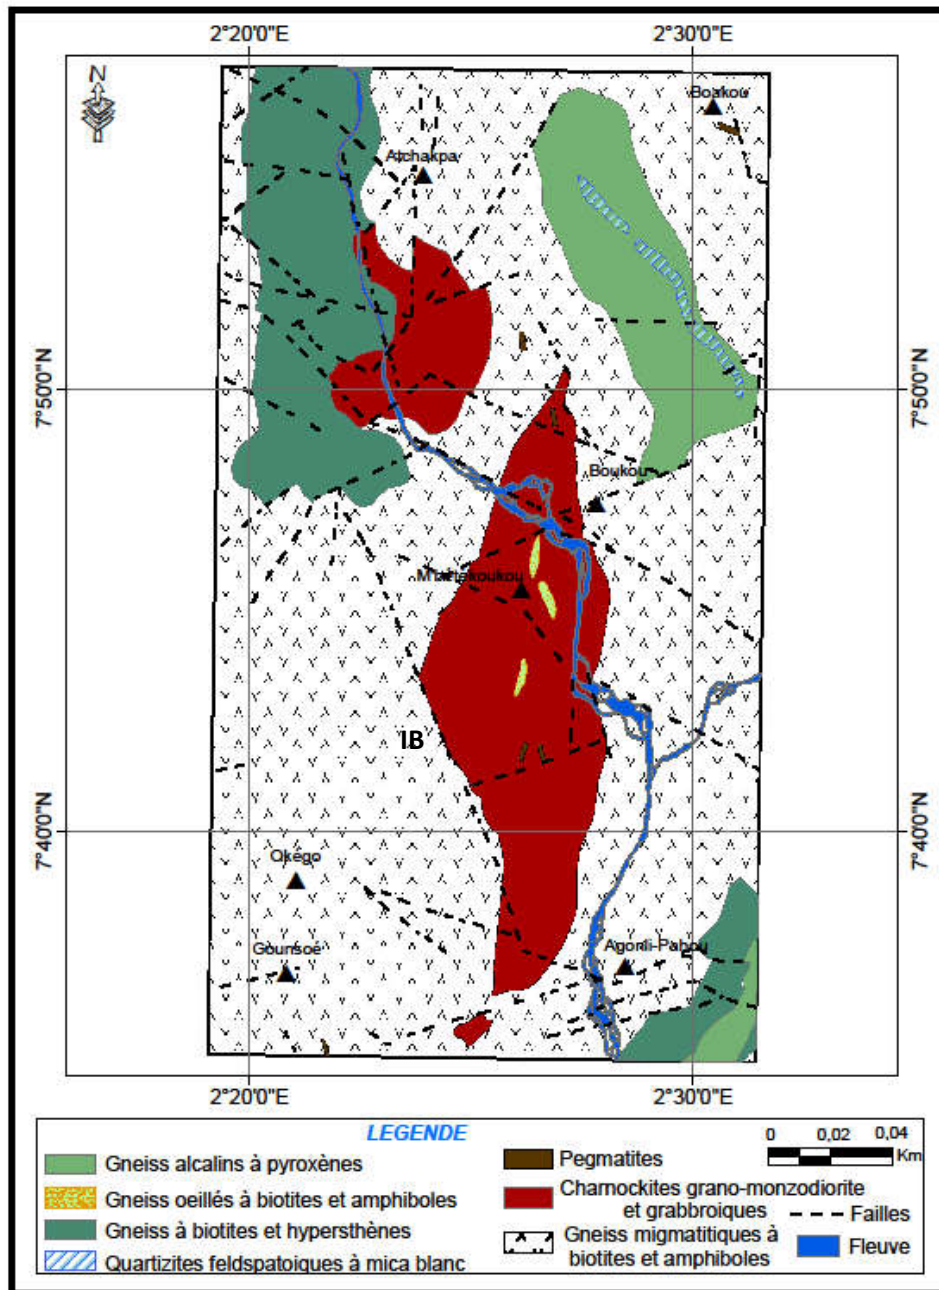 2°20'0"E 2°30'0"E
N
Boakou
Atchakpa
7°50'0"N 7°50'0"N
Boukou
IB
7°40'0"N 7°40'0"N
Okégo
Gounsoé Agonli-Pahou
2°20'0"E 2°30'0"E
LEGENDE
0 0,02 0,04
Km
Gneiss alcalins à pyroxènes
Gneiss oeillés à biotites et amphiboles
Gneiss à biotites et hypersthènes
Quartizites feldspatoiques à mica blanc
Pegmatites
Charnockites grano-monzodiorite
et grabbroiques
Gneiss migmatitiques à
biotites et amphiboles
Failles
Fleuve